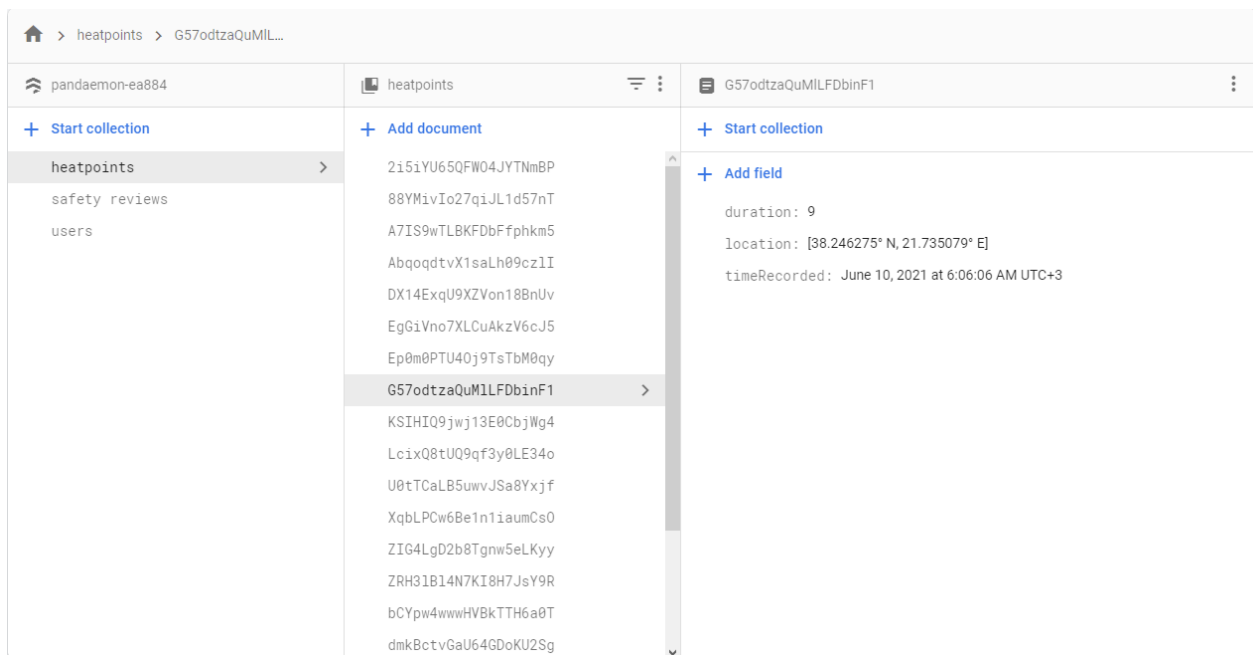 heatpoints > G57odtzaQuMlL...
pandaemon-ea884
heatpoints
G57odtzaQuMlLFDbinF1
+ Start collection
+ Add document
+ Start collection
heatpoints
safety reviews
users
2i5iYU65QFWO4JYTNmBP
88YMivIo27qiJL1d57nT
A7IS9wTLBKFDbFfphkm5
AbqoqdtvX1saLh09czlI
DX14ExqU9XZVon18BnUv
EgGiVno7XLCuAkzV6cJ5
Ep0m0PTU4Oj9TsTbM0qy
G57odtzaQuMlLFDbinF1
KSIHIQ9jwj13E0CbjWg4
LcixQ8tUQ9qf3y0LE34o
U0tTCaLB5uwvJSa8Yxjf
XqbLPCw6Be1n1iaumCsO
ZIG4LgD2b8Tgnw5eLKyy
ZRH3lBl4N7KI8H7JsY9R
bCYpw4wwwHVBkTTH6a0T
dmkBctvGaU64GDoKU2Sg
+ Add field
duration: 9
location: [38.246275° N, 21.735079° E]
timeRecorded: June 10, 2021 at 6:06:06 AM UTC+3